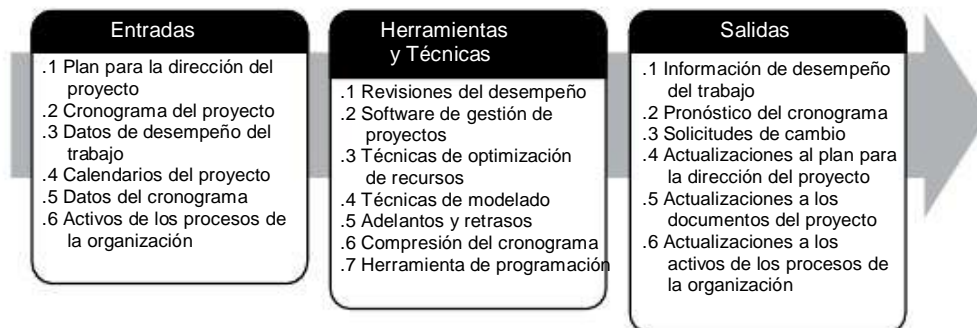 Entradas
.1 Plan para la dirección del
proyecto
.2 Cronograma del proyecto
.3 Datos de desempeño del
trabajo
.4 Calendarios del proyecto
.5 Datos del cronograma
.6 Activos de los procesos de
la organización
Herramientas
y Técnicas
.1 Revisiones del desempeño
.2 Software de gestión de
proyectos
.3 Técnicas de optimización
de recursos
.4 Técnicas de modelado
.5 Adelantos y retrasos
.6 Compresión del cronograma
.7 Herramienta de programación
Salidas
.1 Información de desempeño
del trabajo
.2 Pronóstico del cronograma
.3 Solicitudes de cambio
.4 Actualizaciones al plan para
la dirección del proyecto
.5 Actualizaciones a los
documentos del proyecto
.6 Actualizaciones a los
activos de los procesos de
la organización